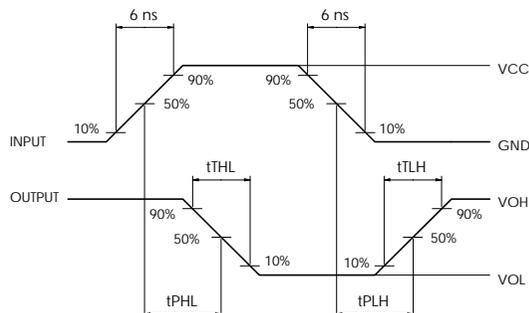 6 ns 6 ns
90% 90% VCC
50% 50%
10% 10%
INPUT GND
tTHL tTLH
OUTPUT VOH
90% 90%
50% 50%
10% 10%
VOL
tPHL tPLH